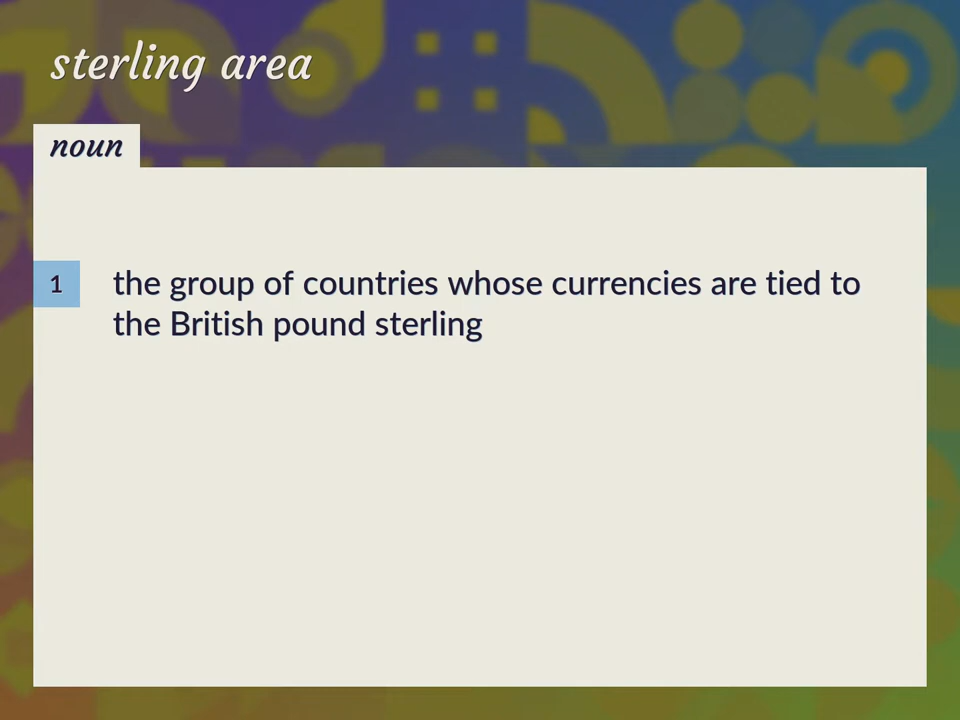 sterling area
noun
1
the group of countries whose currencies are tied to
the British pound sterling